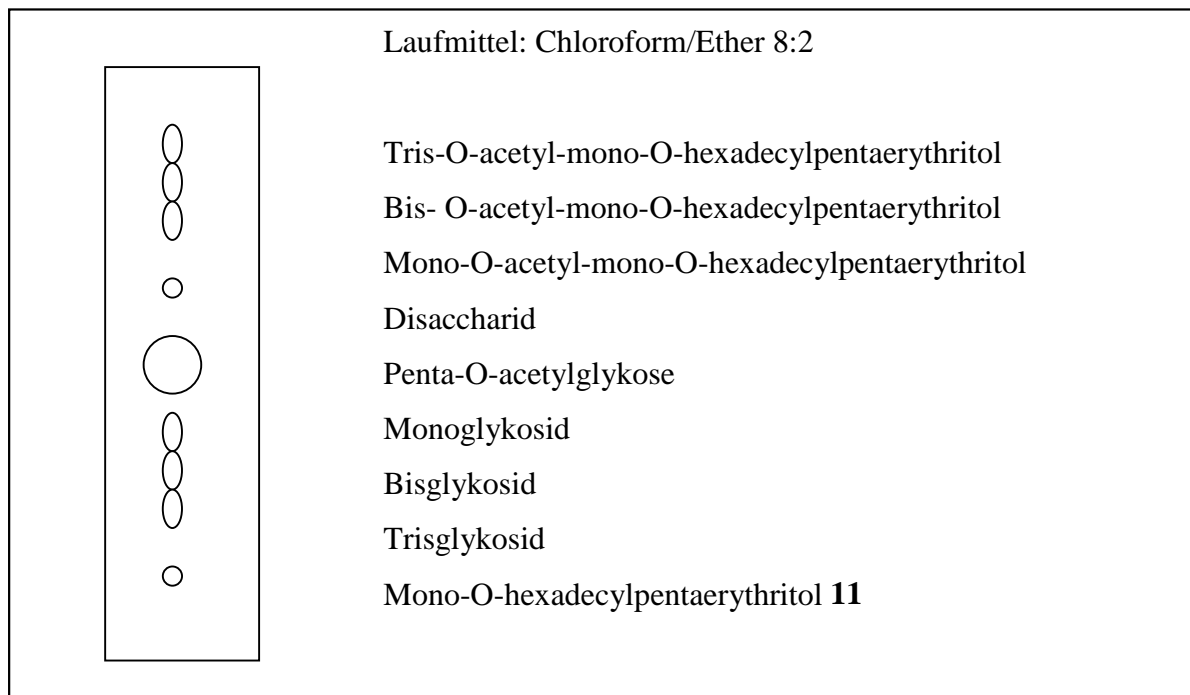 Laufmittel: Chloroform/Ether 8:2
Tris-O-acetyl-mono-O-hexadecylpentaerythritol
Bis- O-acetyl-mono-O-hexadecylpentaerythritol
Mono-O-acetyl-mono-O-hexadecylpentaerythritol
Disaccharid
Penta-O-acetylglykose
Monoglykosid
Bisglykosid
Trisglykosid
Mono-O-hexadecylpentaerythritol 11